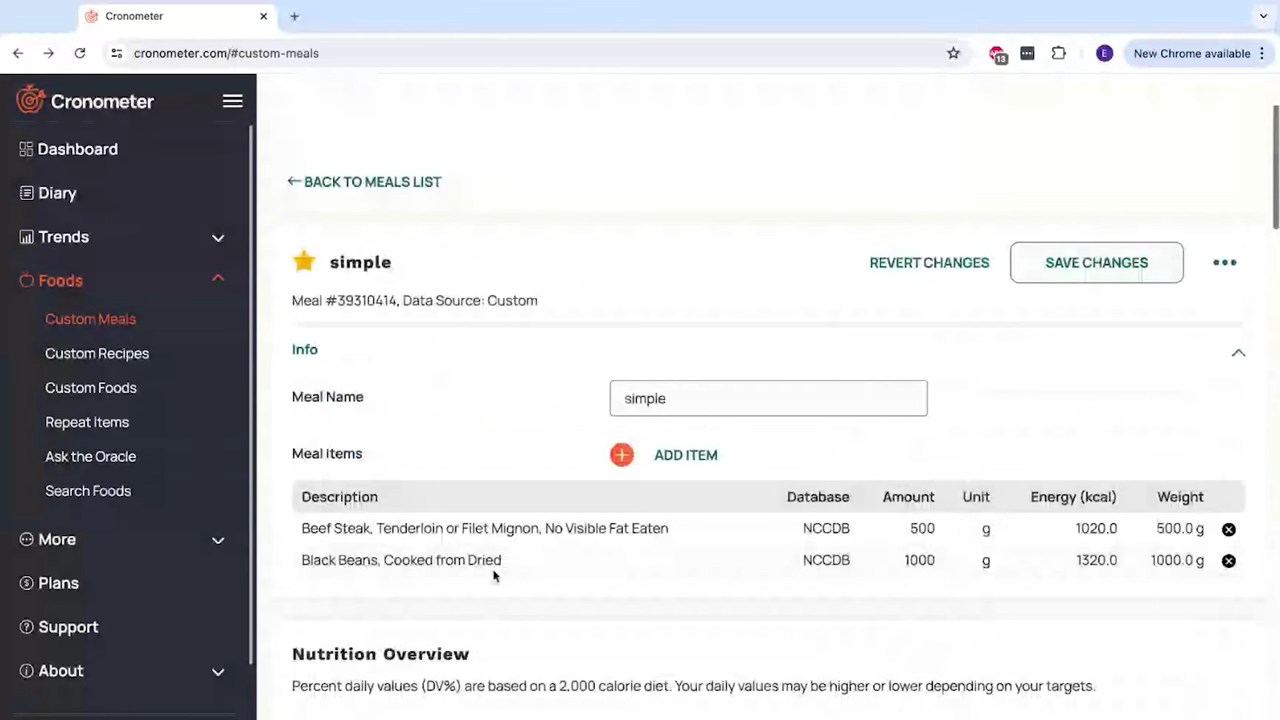 Cronometer
cronometer.com/#custom-meals
13
E
New Chrome available
Cronometer
Dashboard
Diary
Trends
Foods
Custom Meals
Custom Recipes
Custom Foods
Repeat Items
Ask the Oracle
Search Foods
More
Plans
Support
About
BACK TO MEALS LIST
simple
REVERT CHANGES
SAVE CHANGES
Meal #39310414, Data Source: Custom
Info
Meal Name
simple
Meal Items
ADD ITEM
Description Database Amount Unit Energy (kcal) Weight
Beef Steak, Tenderloin or Filet Mignon, No Visible Fat Eaten NCCDB 500 g 1020.0 500.0 g
Black Beans, Cooked from Dried NCCDB 1000 g 1320.0 1000.0 g
Nutrition Overview
Percent daily values (DV%) are based on a 2,000 calorie diet. Your daily values may be higher or lower depending on your targets.